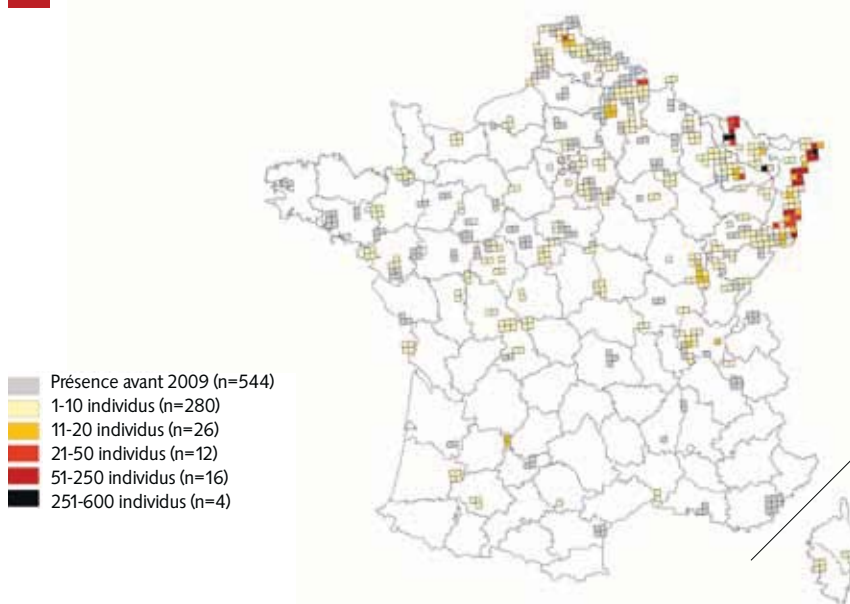 Présence avant 2009 (n=544)
1-10 individus (n=280)
11-20 individus (n=26)
21-50 individus (n=12)
51-250 individus (n=16)
251-600 individus (n=4)